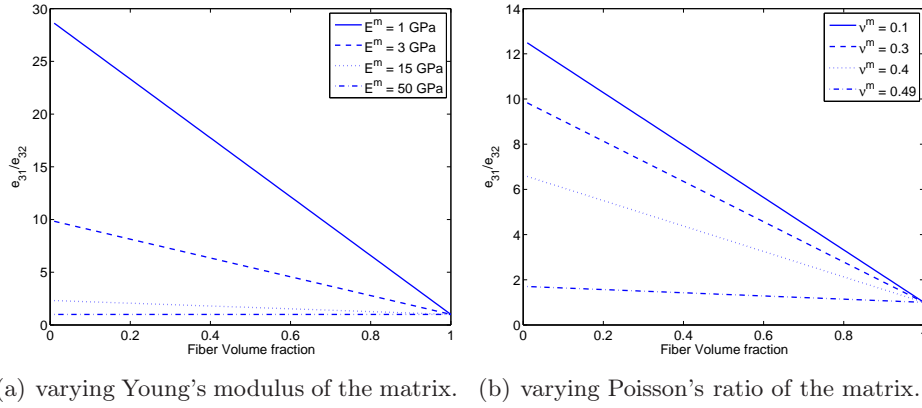 30
25
20
15
10
5
0
e31/e32
0 0.2 0.4 0.6 0.8 1
Fiber Volume fraction
E^m = 1 GPa
E^m = 3 GPa
E^m = 15 GPa
E^m = 50 GPa
14
12
10
8
6
4
2
0
e31/e32
0 0.2 0.4 0.6 0.8 1
Fiber Volume fraction
ν^m = 0.1
ν^m = 0.3
ν^m = 0.4
ν^m = 0.49
(a) varying Young's modulus of the matrix.
(b) varying Poisson's ratio of the matrix.